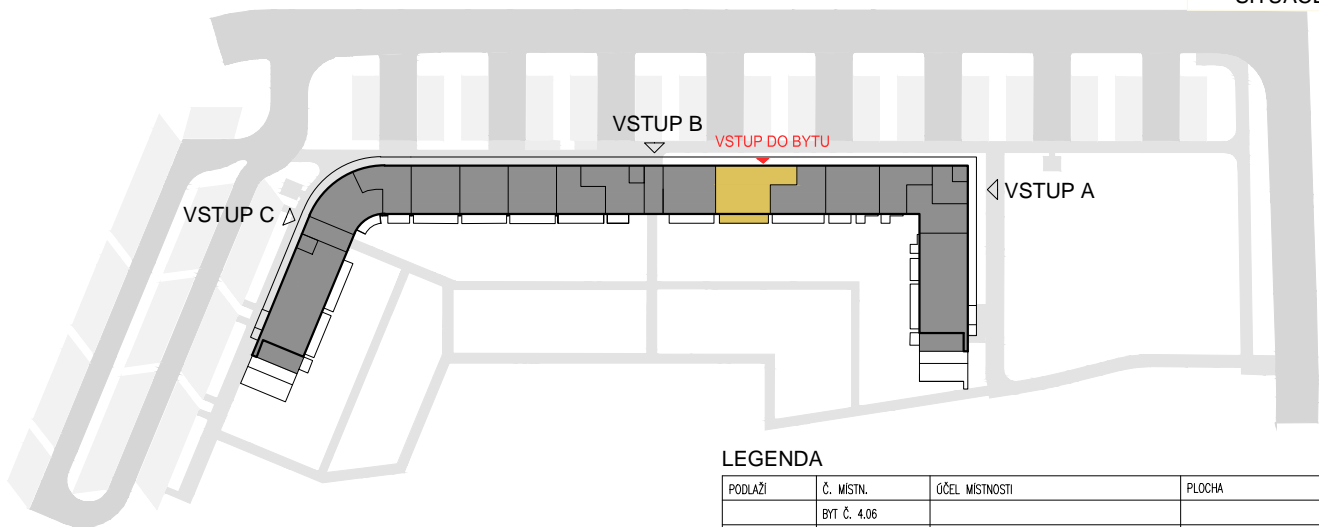 VSTUP B
VSTUP DO BYTU
VSTUP A
VSTUP C
LEGENDA
PODLAŽÍ Č. MÍSTN. ÚČEL MÍSTNOSTI PLOCHA
BYT Č. 4.06